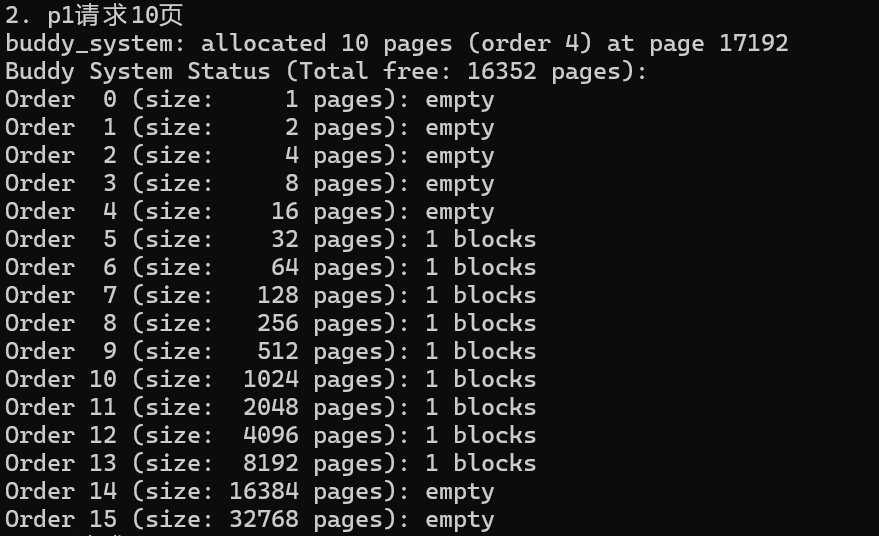 2. p1请求10页
buddy_system: allocated 10 pages (order 4) at page 17192
Buddy System Status (Total free: 16352 pages):
Order  0 (size:     1 pages): empty
Order  1 (size:     2 pages): empty
Order  2 (size:     4 pages): empty
Order  3 (size:     8 pages): empty
Order  4 (size:    16 pages): empty
Order  5 (size:    32 pages): 1 blocks
Order  6 (size:    64 pages): 1 blocks
Order  7 (size:   128 pages): 1 blocks
Order  8 (size:   256 pages): 1 blocks
Order  9 (size:   512 pages): 1 blocks
Order 10 (size:  1024 pages): 1 blocks
Order 11 (size:  2048 pages): 1 blocks
Order 12 (size:  4096 pages): 1 blocks
Order 13 (size:  8192 pages): 1 blocks
Order 14 (size: 16384 pages): empty
Order 15 (size: 32768 pages): empty